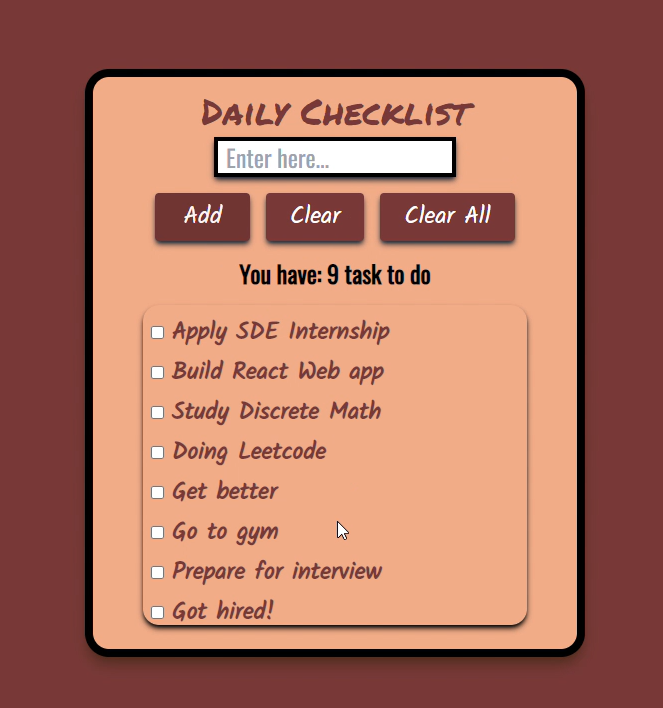 Daily Checklist
Enter here...
Add Clear Clear All
You have: 9 task to do
Apply SDE Internship
Build React Web app
Study Discrete Math
Doing Leetcode
Get better
Go to gym
Prepare for interview
Got hired!